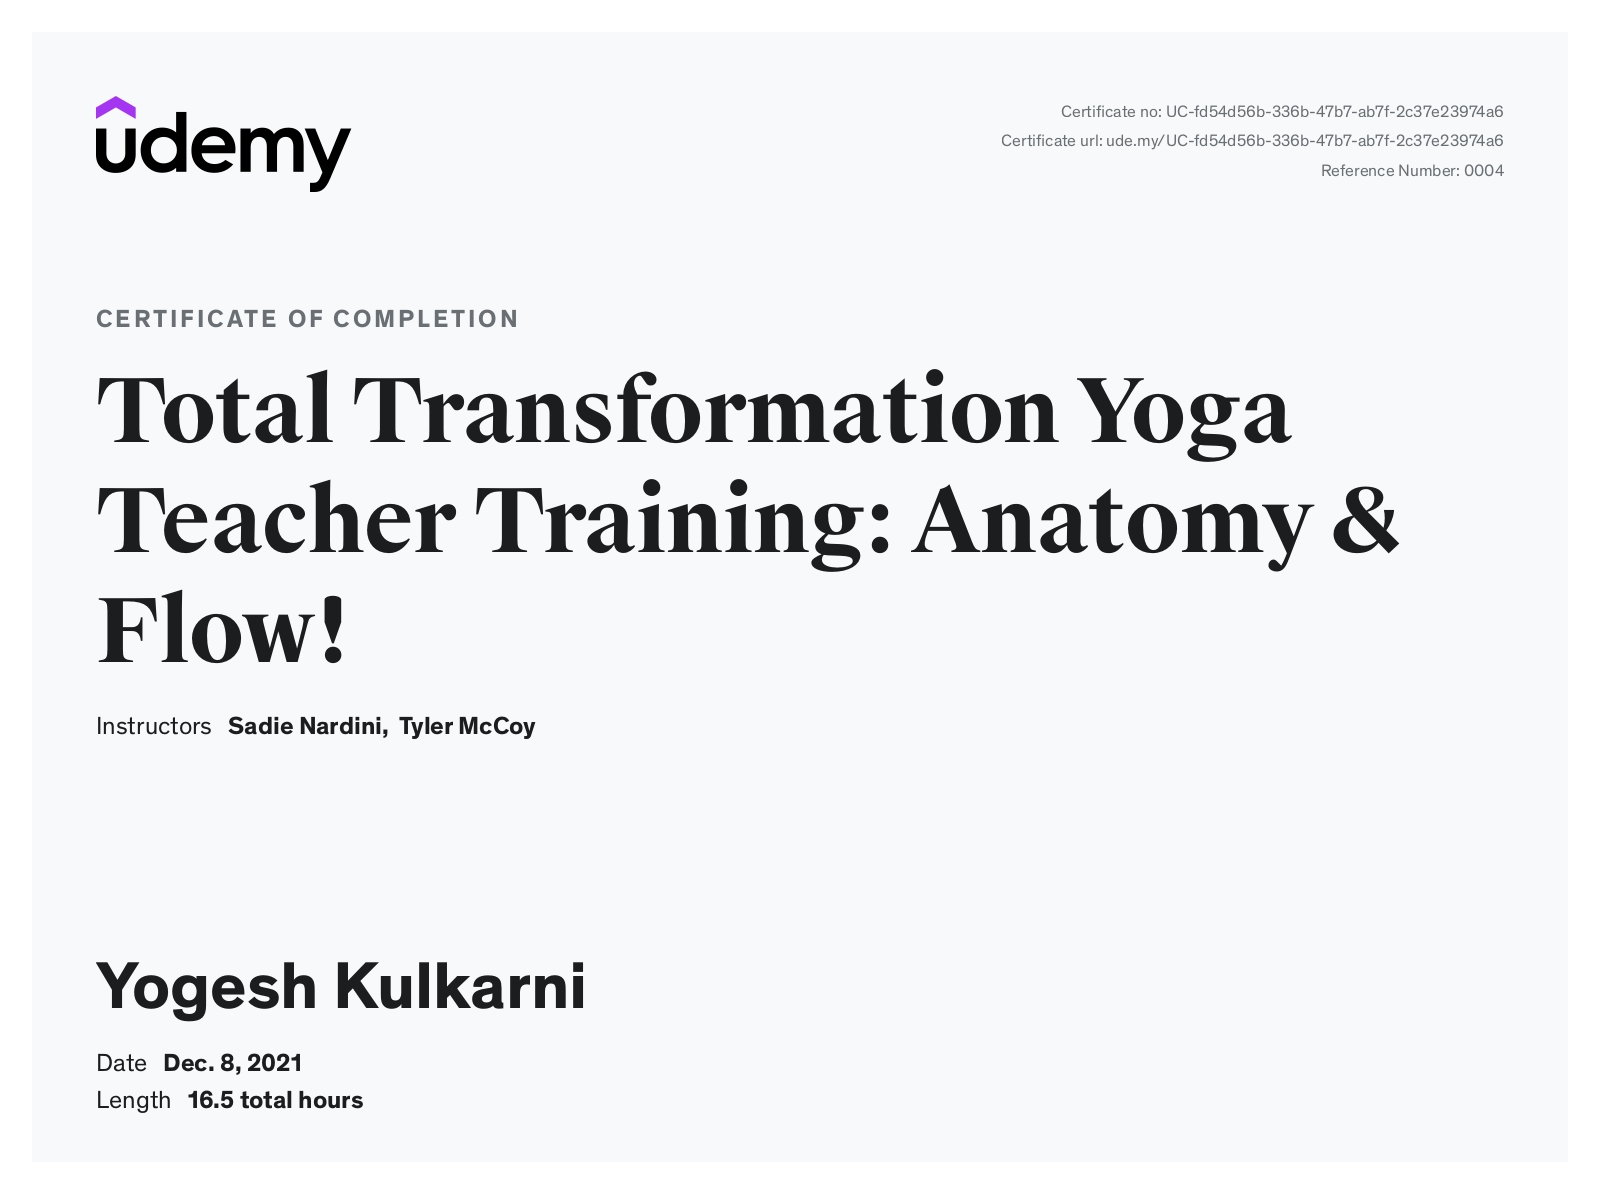 udemy
Certificate no: UC-fd54d56b-336b-47b7-ab7f-2c37e23974a6
Certificate url: ude.my/UC-fd54d56b-336b-47b7-ab7f-2c37e23974a6
Reference Number: 0004
CERTIFICATE OF COMPLETION
Total Transformation Yoga
Teacher Training: Anatomy &
Flow!
Instructors Sadie Nardini, Tyler McCoy
Yogesh Kulkarni
Date Dec. 8, 2021
Length 16.5 total hours